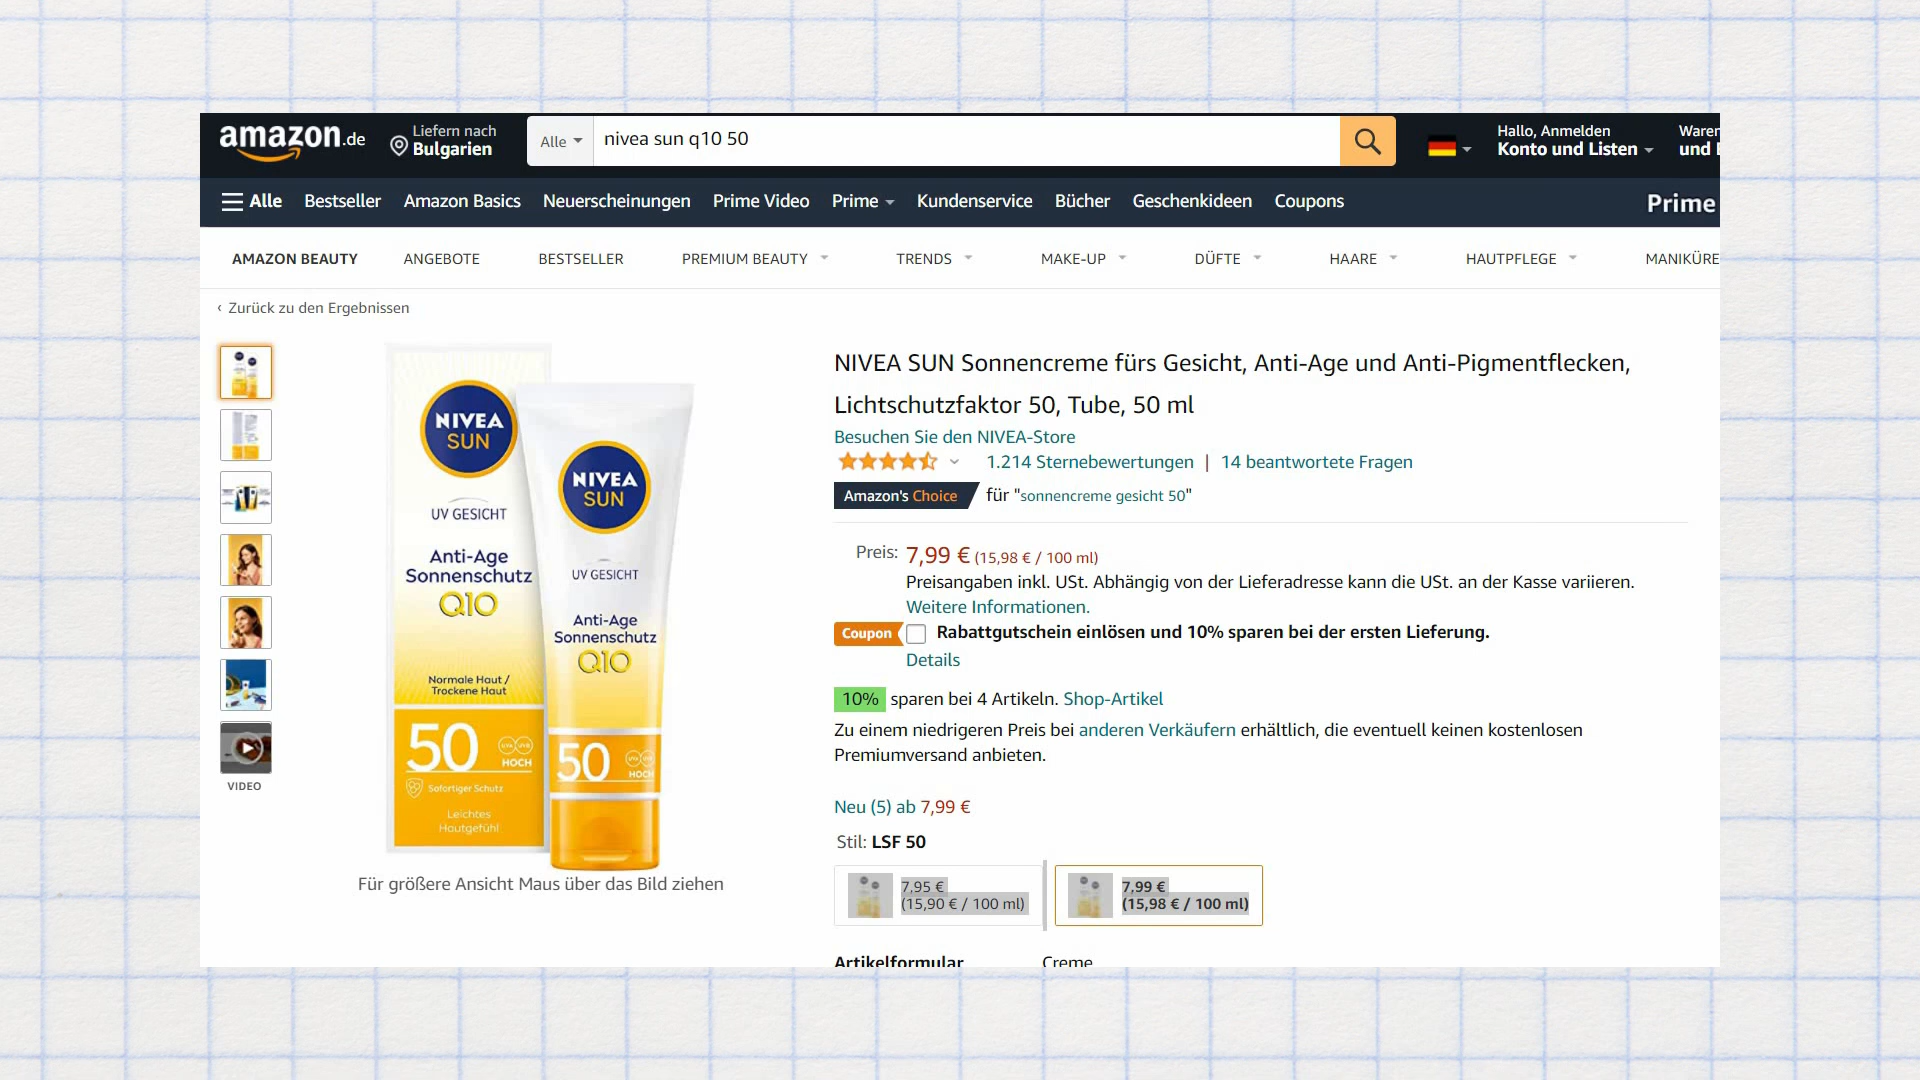 amazon.de
Liefern nach
Bulgarien
Alle
nivea sun q10 50
Hallo, Anmelden
Konto und Listen
Alle
Bestseller
Amazon Basics
Neuerscheinungen
Prime Video
Prime
Kundenservice
Bücher
Geschenkideen
Coupons
Prime
AMAZON BEAUTY
ANGEBOTE
BESTSELLER
PREMIUM BEAUTY
TRENDS
MAKE-UP
DÜFTE
HAARE
HAUTPFLEGE
MANIKÜRE
‹ Zurück zu den Ergebnissen
VIDEO
NIVEA
SUN
UV GESICHT
Anti-Age
Sonnenschutz
Q10
Normale Haut /
Trockene Haut
50
UVA UVB
HOCH
Sofortiger Schutz
Leichtes
Hautgefühl
NIVEA
SUN
UV GESICHT
Anti-Age
Sonnenschutz
Q10
50
HOCH
Für größere Ansicht Maus über das Bild ziehen
NIVEA SUN Sonnencreme fürs Gesicht, Anti-Age und Anti-Pigmentflecken,
Lichtschutzfaktor 50, Tube, 50 ml
Besuchen Sie den NIVEA-Store
1.214 Sternebewertungen | 14 beantwortete Fragen
Amazon's Choice für "sonnencreme gesicht 50"
Preis: 7,99 € (15,98 € / 100 ml)
Preisangaben inkl. USt. Abhängig von der Lieferadresse kann die USt. an der Kasse variieren.
Weitere Informationen.
Coupon Rabattgutschein einlösen und 10% sparen bei der ersten Lieferung.
Details
10% sparen bei 4 Artikeln. Shop-Artikel
Zu einem niedrigeren Preis bei anderen Verkäufern erhältlich, die eventuell keinen kostenlosen
Premiumversand anbieten.
Neu (5) ab 7,99 €
Stil: LSF 50
7,95 €
(15,90 € / 100 ml)
7,99 €
(15,98 € / 100 ml)
Artikelformular Creme